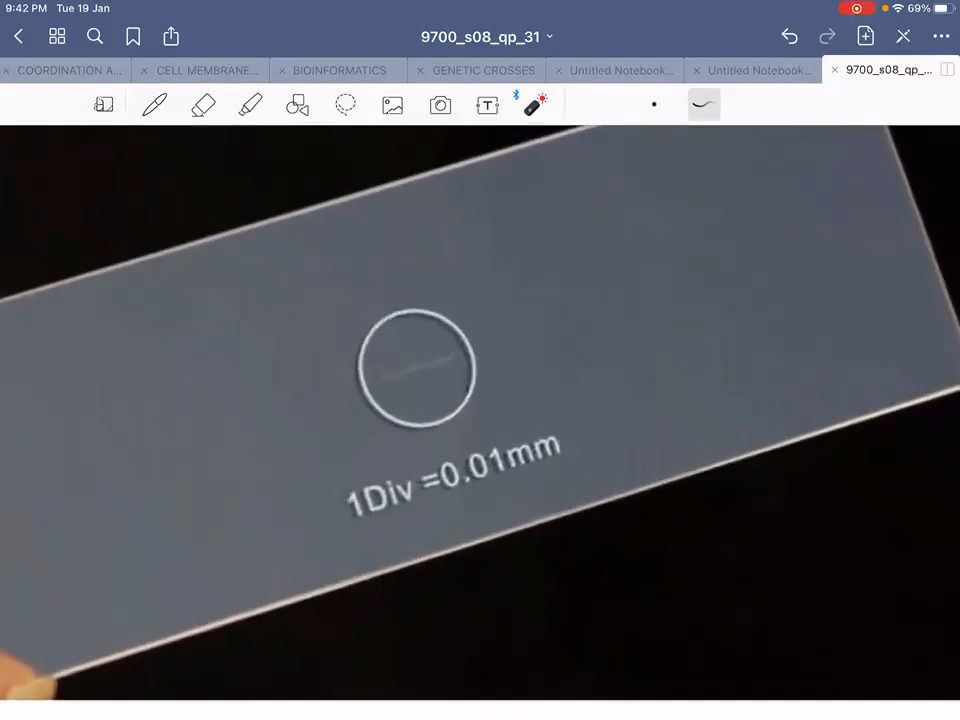 9:42 PM Tue 19 Jan
69%
9700_s08_qp_31
COORDINATION A...
CELL MEMBRANE...
BIOINFORMATICS
GENETIC CROSSES
Untitled Notebook...
Untitled Notebook...
9700_s08_qp_...
T
1Div =0.01mm